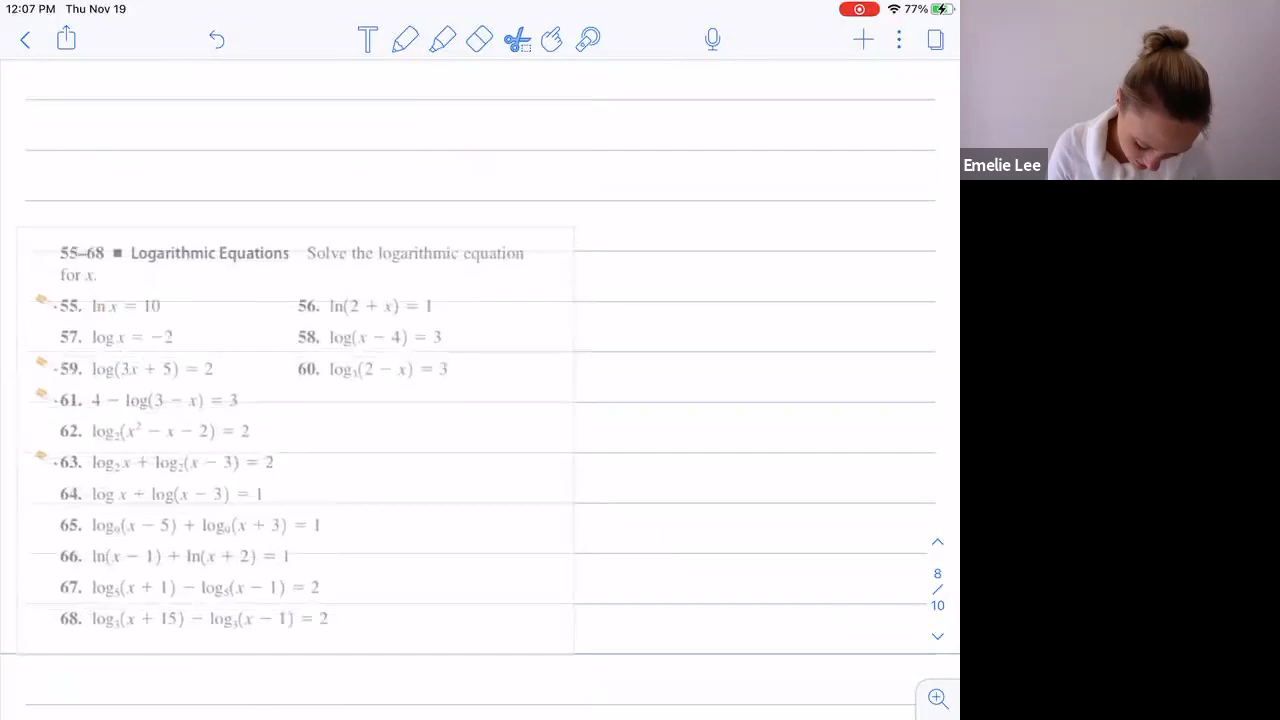 12:07 PM Thu Nov 19
77%
Emelie Lee
55–68 ■ Logarithmic Equations Solve the logarithmic equation
for x.
55. ln x = 10
56. ln(2 + x) = 1
57. log x = −2
58. log(x − 4) = 3
59. log(3x + 5) = 2
60. log₃(2 − x) = 3
61. 4 − log(3 − x) = 3
62. log₂(x² − x − 2) = 2
63. log₂x + log₂(x − 3) = 2
64. log x + log(x − 3) = 1
65. log₉(x − 5) + log₉(x + 3) = 1
66. ln(x − 1) + ln(x + 2) = 1
67. log₅(x + 1) − log₅(x − 1) = 2
68. log₃(x + 15) − log₃(x − 1) = 2
8
/
10